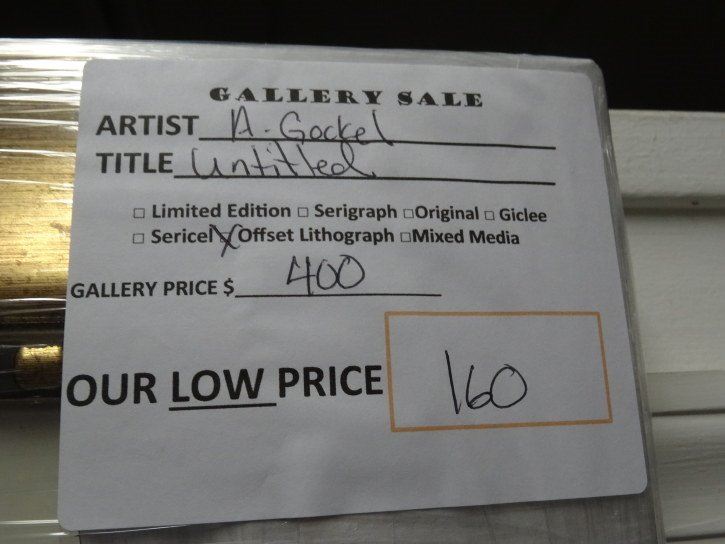 GALLERY SALE
ARTIST A. Gockel
TITLE Untitled
□ Limited Edition □ Serigraph □ Original □ Giclee
□ Sericel ☒ Offset Lithograph □ Mixed Media
GALLERY PRICE $ 400
OUR LOW PRICE 160